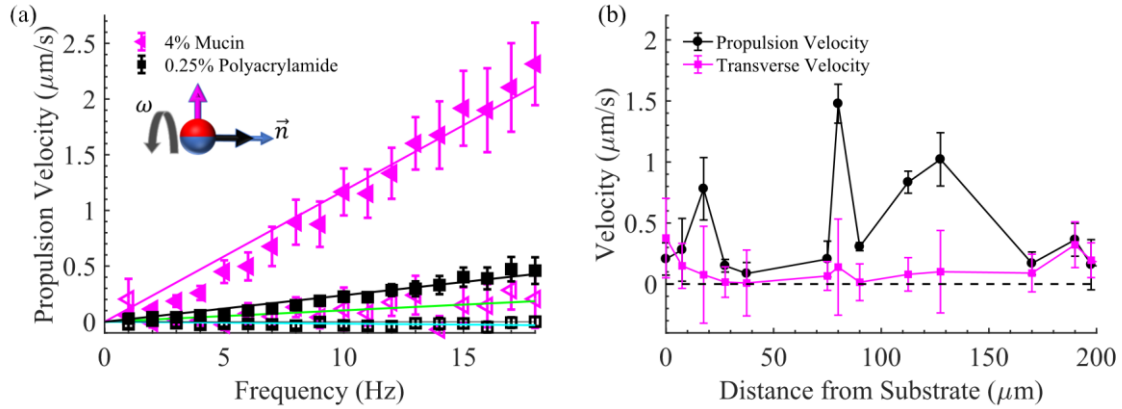 (a)
Propulsion Velocity (μm/s)
2.5
2
1.5
1
0.5
0
4% Mucin
0.25% Polyacrylamide
ω
n⃗
0 5 10 15
Frequency (Hz)
(b)
Velocity (μm/s)
2
1.5
1
0.5
0
Propulsion Velocity
Transverse Velocity
0 50 100 150 200
Distance from Substrate (μm)